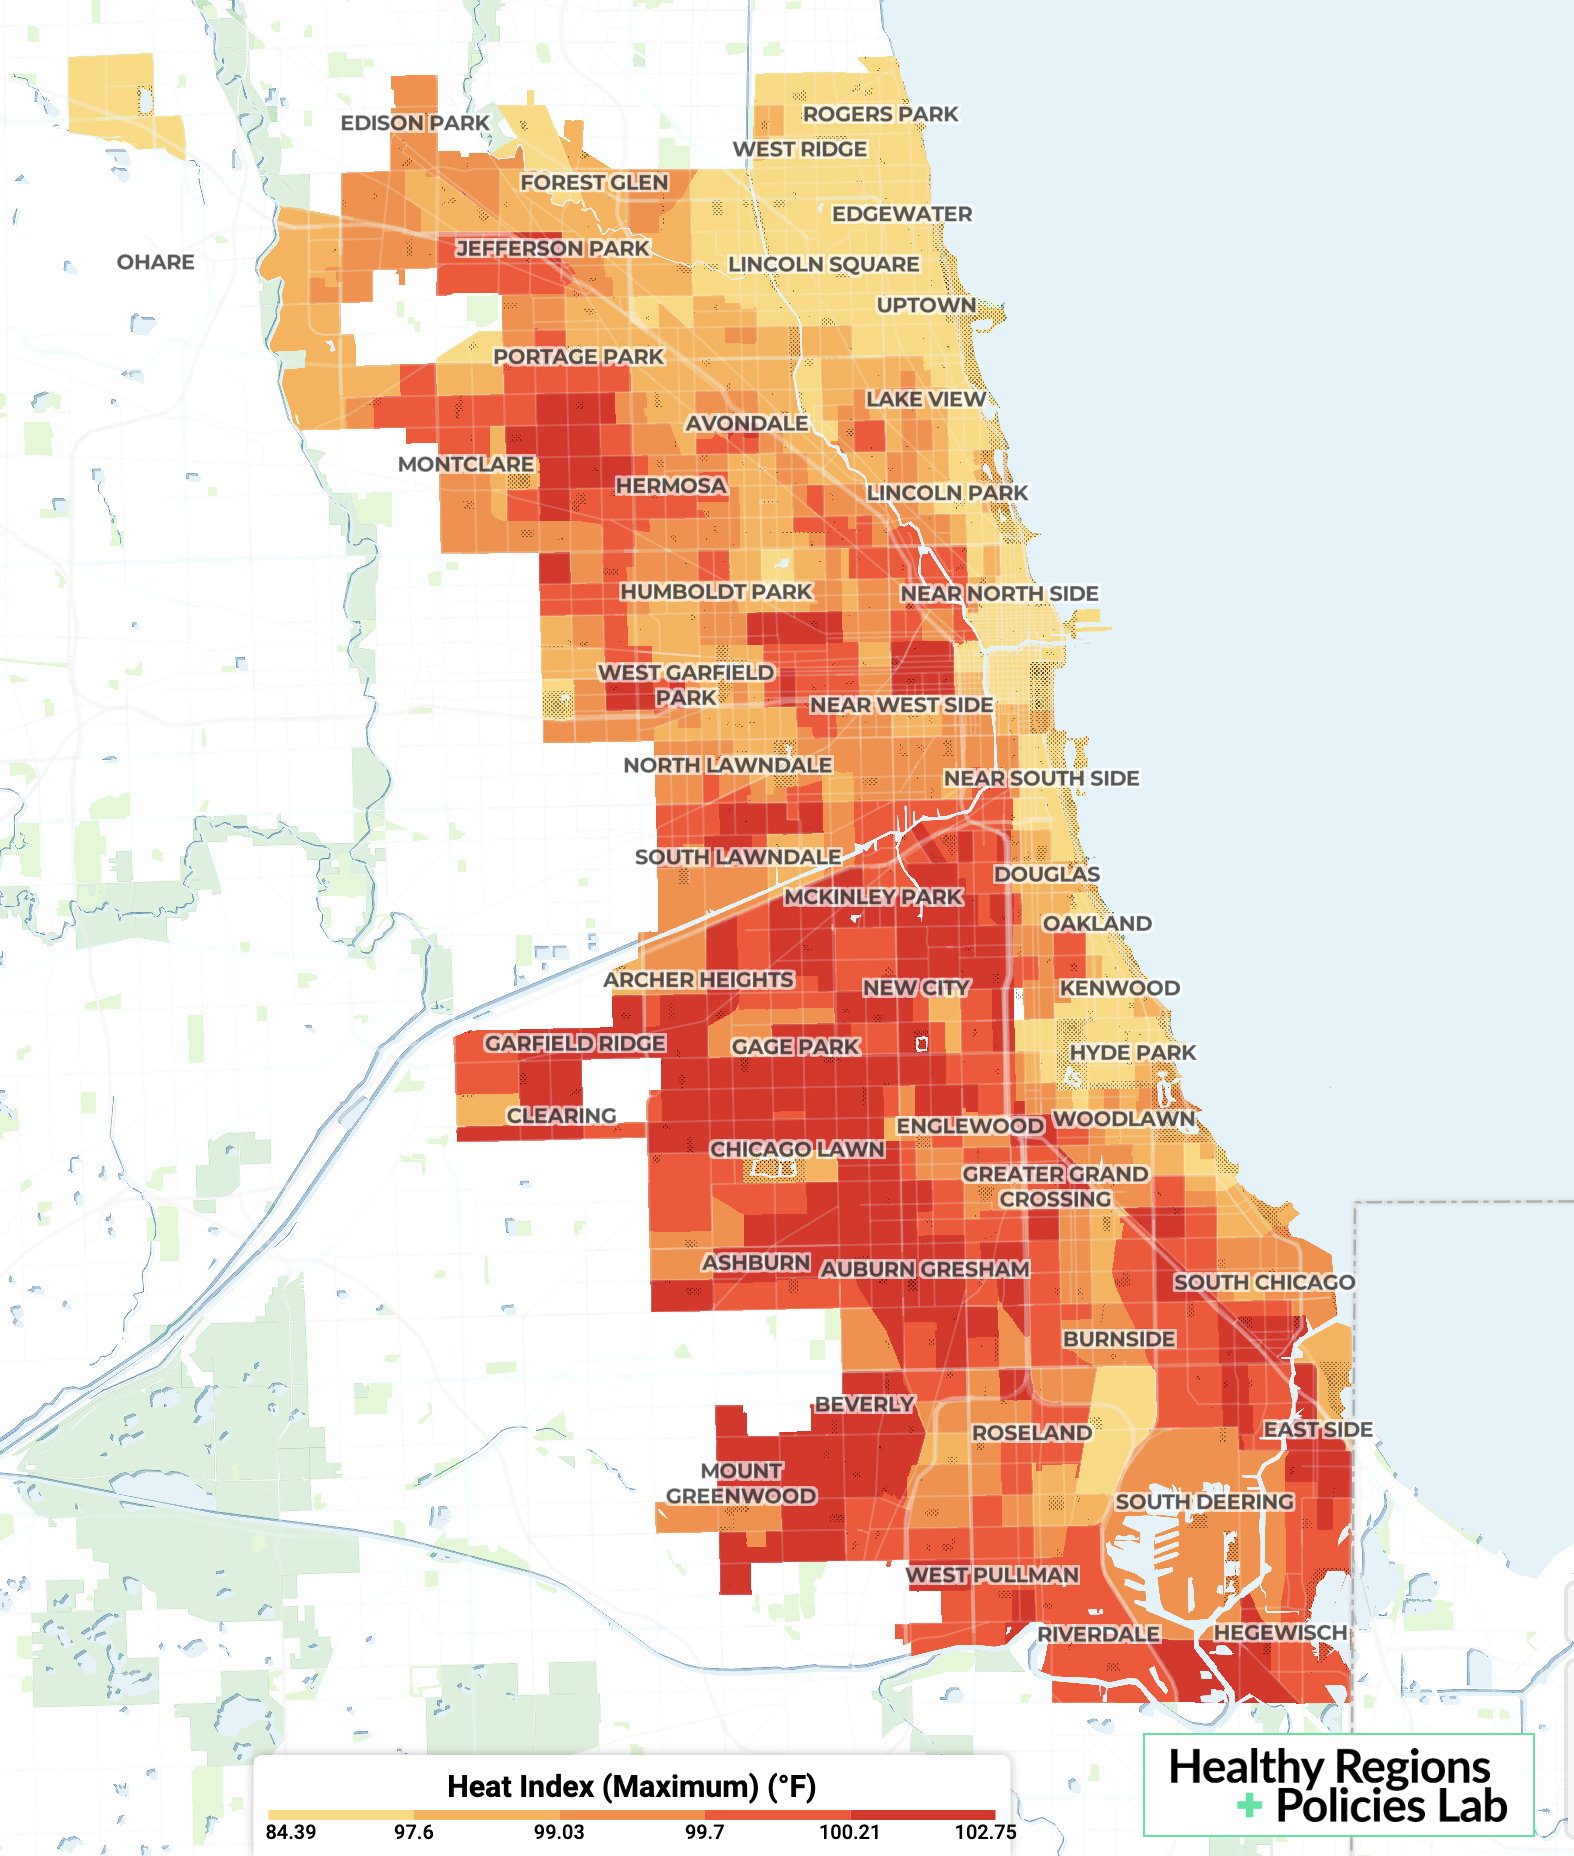 ROGERS PARK
EDISON PARK
WEST RIDGE
FOREST GLEN
EDGEWATER
JEFFERSON PARK
OHARE
LINCOLN SQUARE
UPTOWN
PORTAGE PARK
LAKE VIEW
AVONDALE
MONTCLARE
HERMOSA
LINCOLN PARK
HUMBOLDT PARK
NEAR NORTH SIDE
WEST GARFIELD
PARK
NEAR WEST SIDE
NORTH LAWNDALE
NEAR SOUTH SIDE
SOUTH LAWNDALE
DOUGLAS
MCKINLEY PARK
OAKLAND
ARCHER HEIGHTS
NEW CITY
KENWOOD
GARFIELD RIDGE
GAGE PARK
HYDE PARK
CLEARING
ENGLEWOOD
WOODLAWN
CHICAGO LAWN
GREATER GRAND
CROSSING
ASHBURN
AUBURN GRESHAM
SOUTH CHICAGO
BURNSIDE
BEVERLY
ROSELAND
EAST SIDE
MOUNT
GREENWOOD
SOUTH DEERING
WEST PULLMAN
RIVERDALE
HEGEWISCH
Heat Index (Maximum) (°F)
84.39 97.6 99.03 99.7 100.21 102.75
Healthy Regions
+ Policies Lab